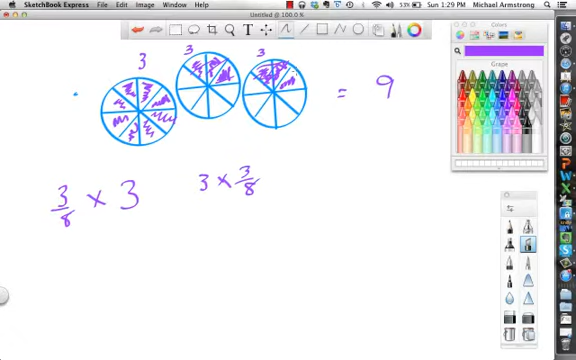 SketchBook Express File Edit Image Window Help 53% Sun 1:29 PM Michael Armstrong
Untitled @ 100.0 %
Colors
Grape
3 3 3
= 9
3/8 × 3
3 × 3/8